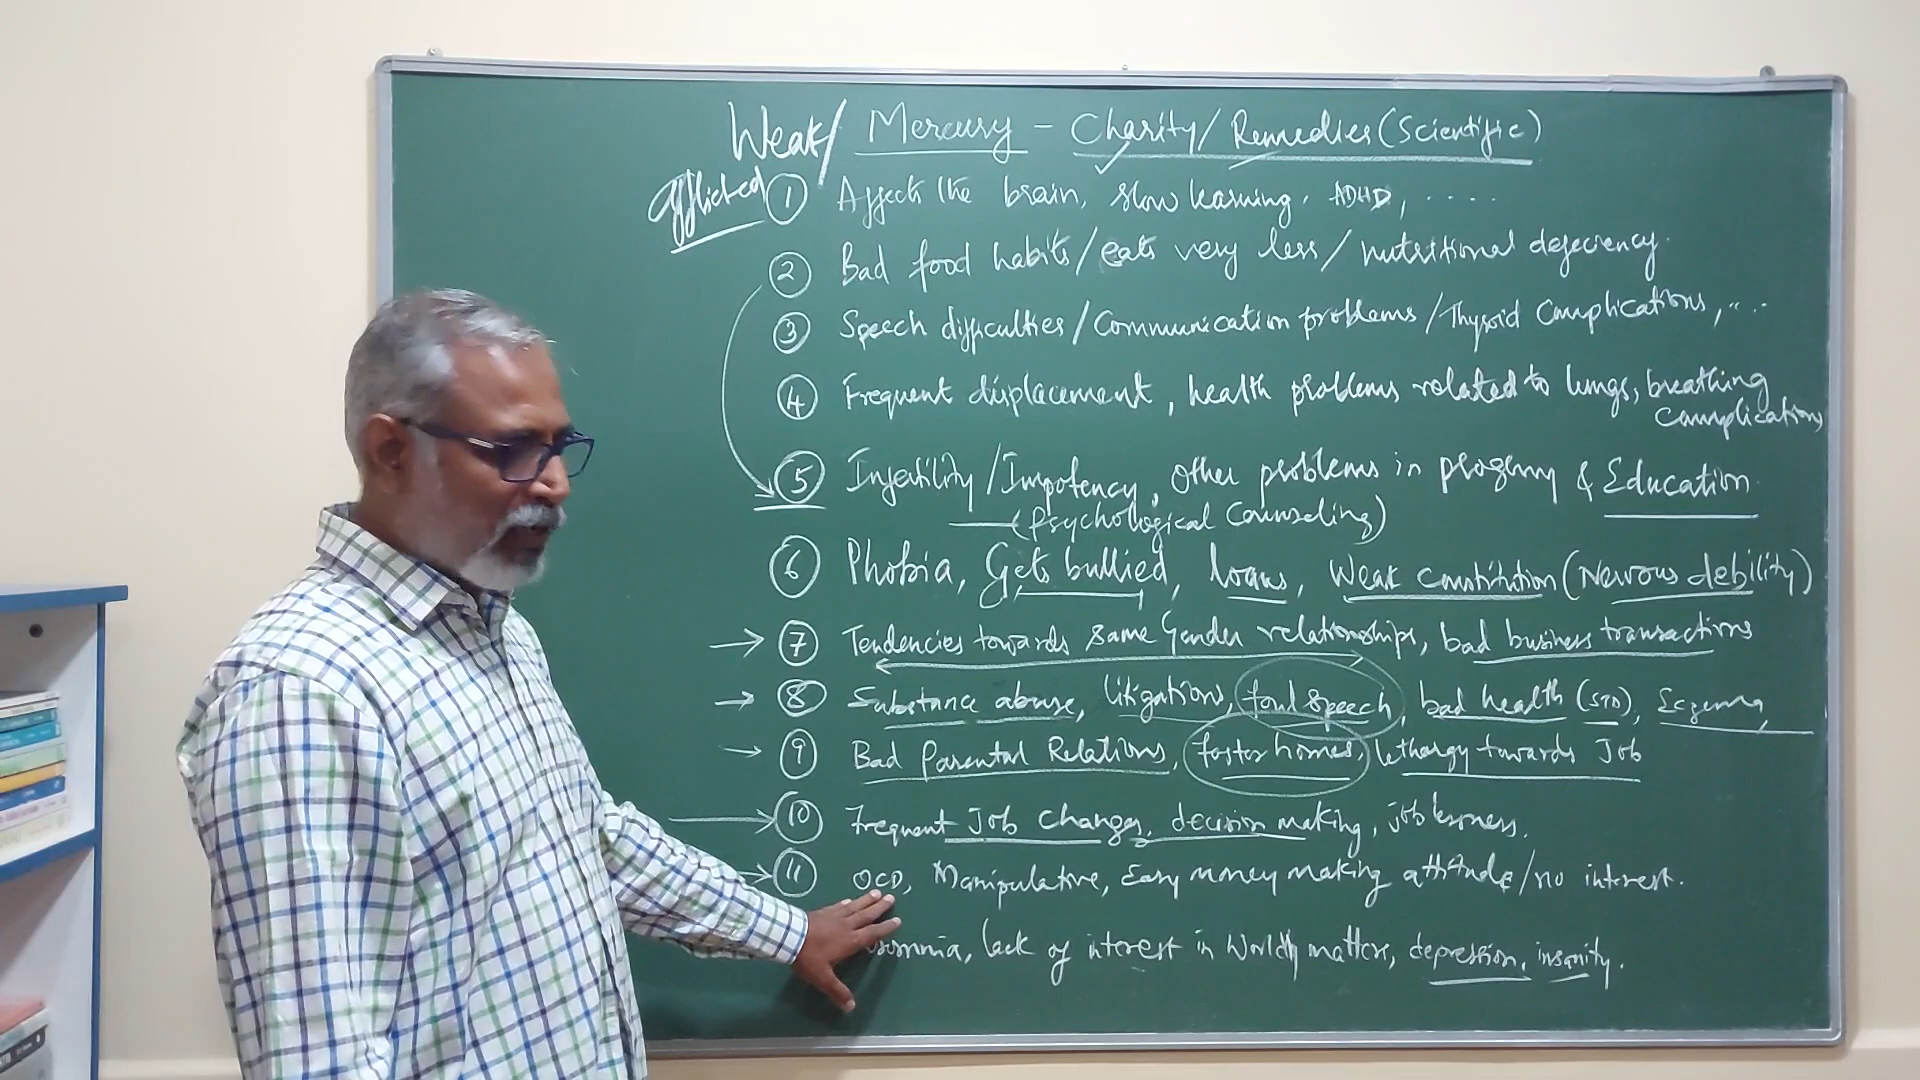 Weak/ Mercury - Charity/Remedies (Scientific)
afflicted
① Affects the brain, slow learning. ADHD, .....
② Bad food habits/eats very less/nutritional defeciency.
③ Speech difficulties/Communication problems/Thyroid Complications, ....
④ Frequent displacement, health problems related to lungs, breathing
complications
⑤ Infertility/Impotency, Other problems in progeny & Education
(Psychological Counseling)
⑥ Phobia, Gets bullied, loans, Weak constitution (Nervous debility)
→ ⑦ Tendencies towards same Gender relationships, bad business transactions
→ ⑧ Substance abuse, litigations, foul speech, bad health (STD), Eczema,
→ ⑨ Bad Parental Relations, foster homes, lethargy towards Job
→ ⑩ Frequent Job changes, decision making, joblessness.
→ ⑪ OCD, Manipulative, Easy money making attitude/no interest.
somnia, lack of interest in Worldly matters, depression, insanity.